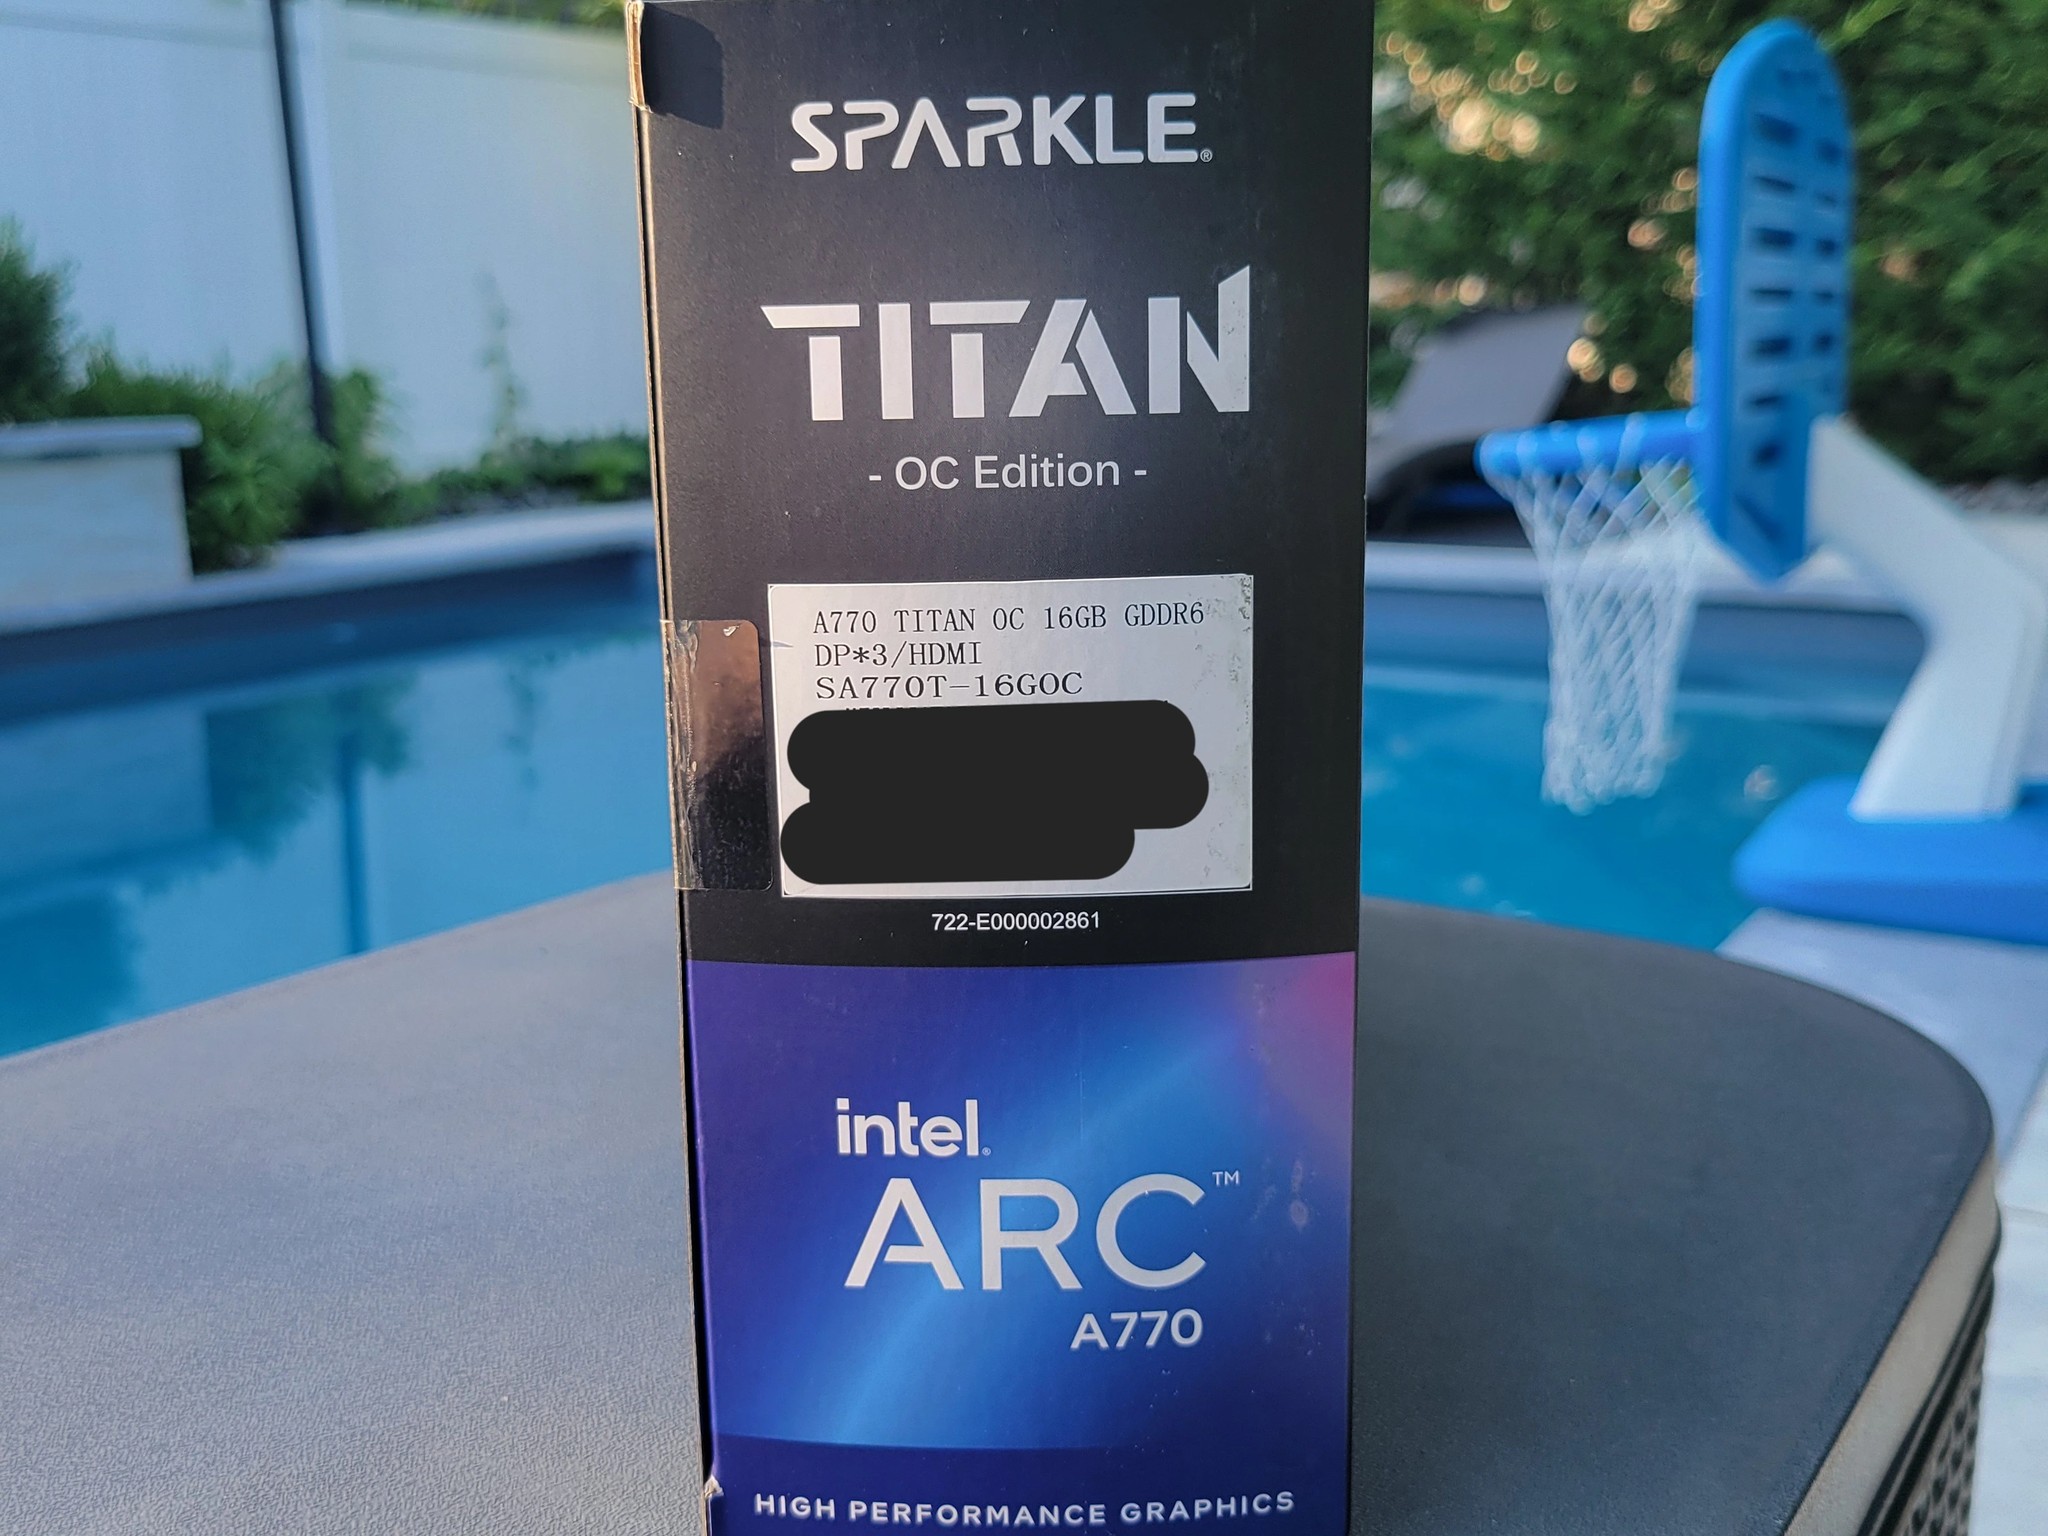 SPARKLE®
TITAN
- OC Edition -
A770 TITAN OC 16GB GDDR6
DP*3/HDMI
SA770T-16GOC
722-E000002861
intel®
ARC™
A770
HIGH PERFORMANCE GRAPHICS